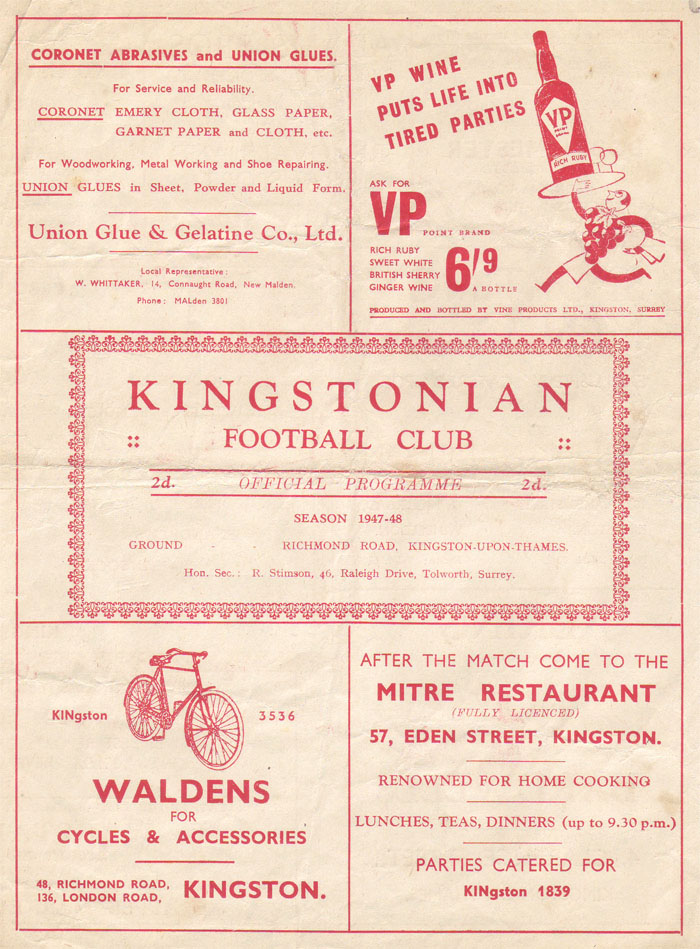 CORONET ABRASIVES and UNION GLUES.
For Service and Reliability.
CORONET EMERY CLOTH, GLASS PAPER,
GARNET PAPER and CLOTH, etc.
For Woodworking, Metal Working and Shoe Repairing.
UNION GLUES in Sheet, Powder and Liquid Form.
Union Glue & Gelatine Co., Ltd.
Local Representative:
W. WHITTAKER, 14, Connaught Road, New Malden.
Phone: MALden 3801
VP WINE
PUTS LIFE INTO
TIRED PARTIES
VP
POINT BRAND
RICH RUBY
ASK FOR
VP POINT BRAND
RICH RUBY
SWEET WHITE
BRITISH SHERRY
GINGER WINE
6/9
A BOTTLE
PRODUCED AND BOTTLED BY VINE PRODUCTS LTD., KINGSTON, SURREY
KINGSTONIAN
:: FOOTBALL CLUB ::
2d. OFFICIAL PROGRAMME 2d.
SEASON 1947-48
GROUND RICHMOND ROAD, KINGSTON-UPON-THAMES.
Hon. Sec.: R. Stimson, 46, Raleigh Drive, Tolworth, Surrey.
KINgston 3536
WALDENS
FOR
CYCLES & ACCESSORIES
48, RICHMOND ROAD,
136, LONDON ROAD,
KINGSTON.
AFTER THE MATCH COME TO THE
MITRE RESTAURANT
(FULLY LICENCED)
57, EDEN STREET, KINGSTON.
RENOWNED FOR HOME COOKING
LUNCHES, TEAS, DINNERS (up to 9.30 p.m.)
PARTIES CATERED FOR
KINgston 1839